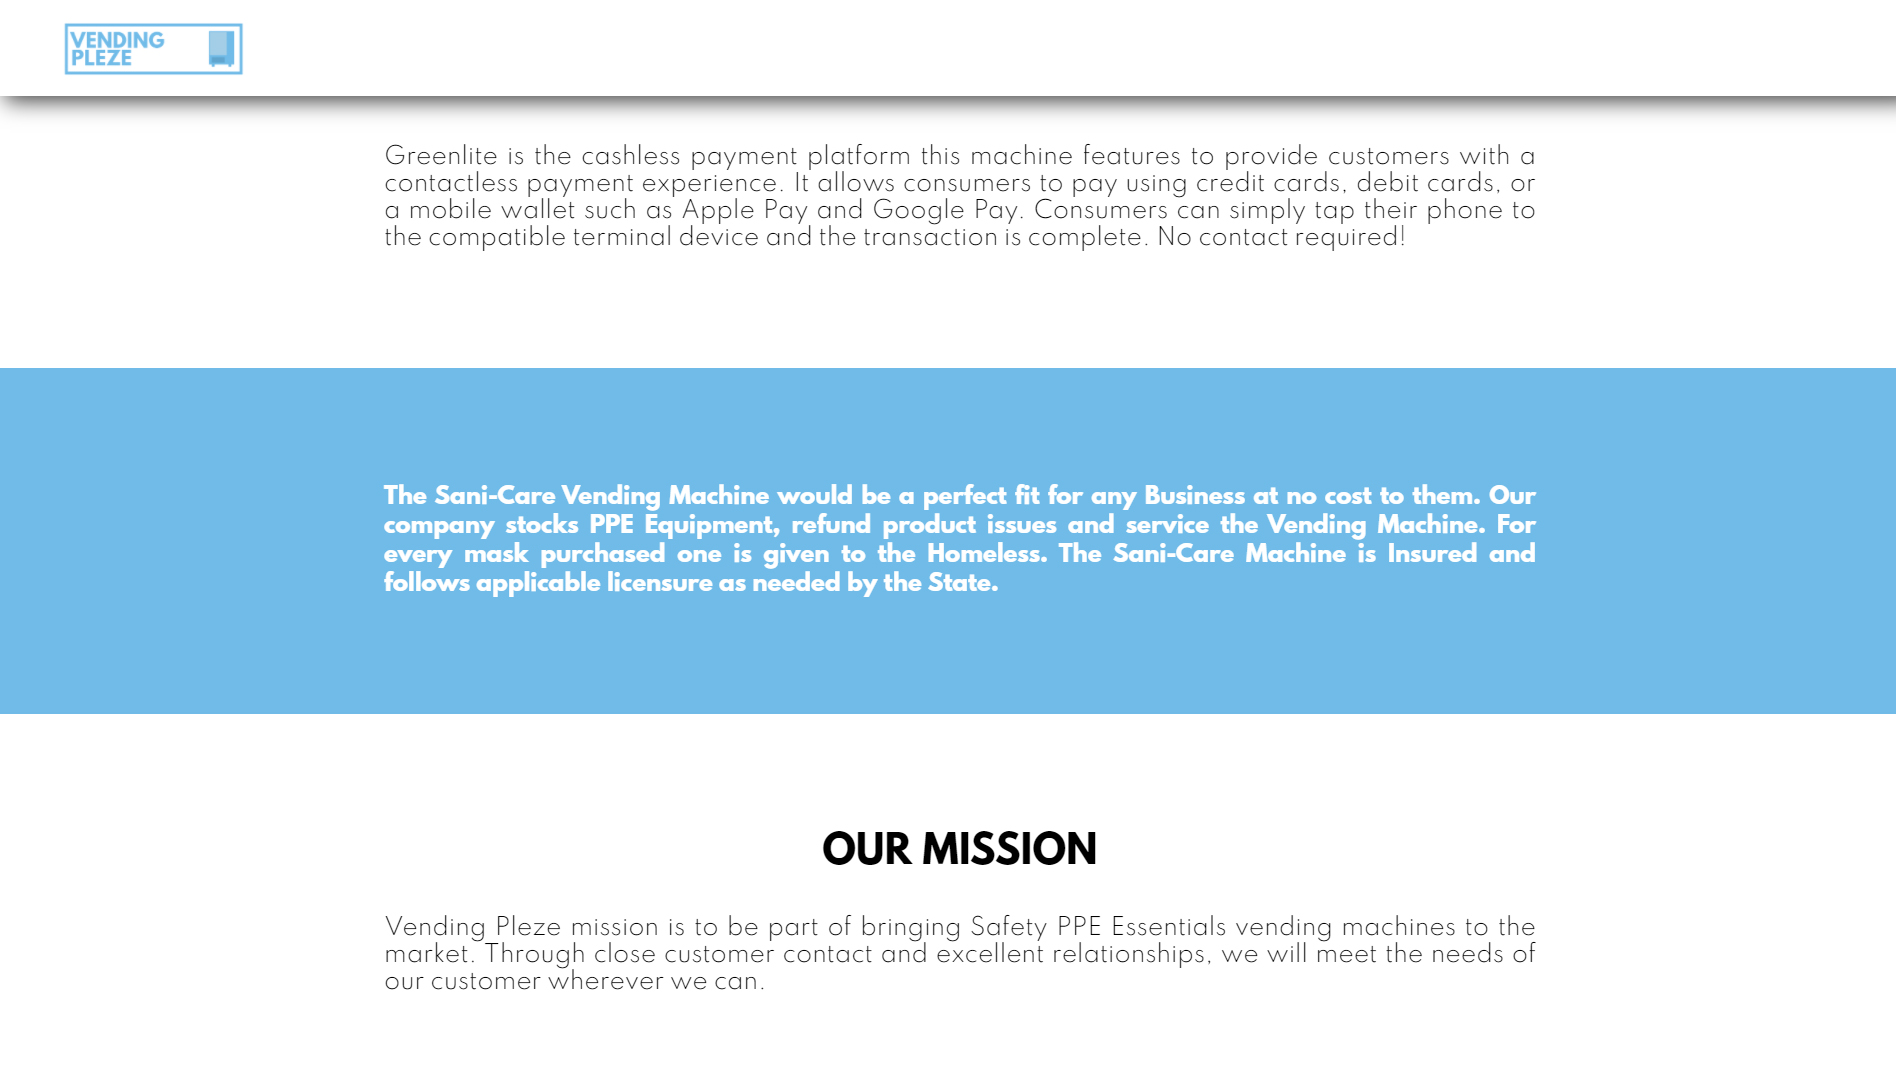 VENDING
PLEZE
Greenlite is the cashless payment platform this machine features to provide customers with a
contactless payment experience. It allows consumers to pay using credit cards, debit cards, or
a mobile wallet such as Apple Pay and Google Pay. Consumers can simply tap their phone to
the compatible terminal device and the transaction is complete. No contact required!
The Sani-Care Vending Machine would be a perfect fit for any Business at no cost to them. Our
company stocks PPE Equipment, refund product issues and service the Vending Machine. For
every mask purchased one is given to the Homeless. The Sani-Care Machine is Insured and
follows applicable licensure as needed by the State.
OUR MISSION
Vending Pleze mission is to be part of bringing Safety PPE Essentials vending machines to the
market. Through close customer contact and excellent relationships, we will meet the needs of
our customer wherever we can.